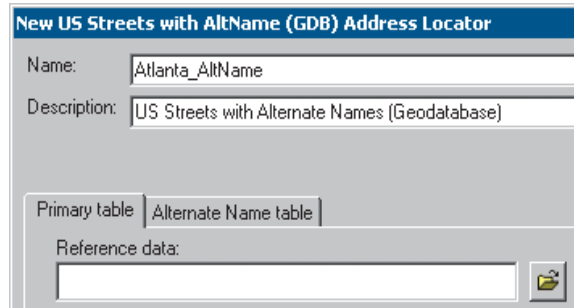 New US Streets with AltName (GDB) Address Locator
Name: Atlanta_AltName
Description: US Streets with Alternate Names (Geodatabase)
Primary table Alternate Name table
Reference data: